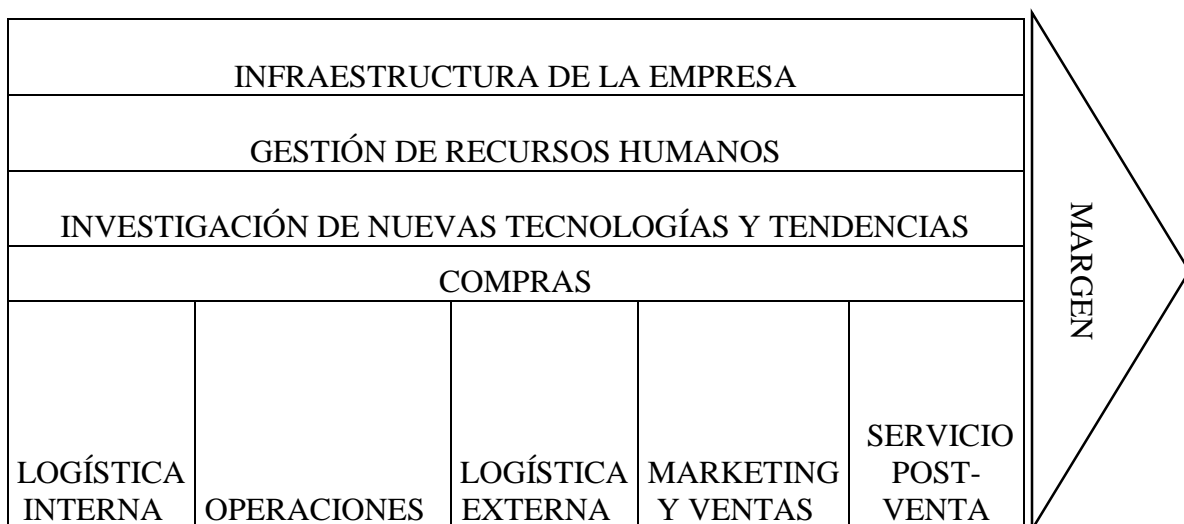 INFRAESTRUCTURA DE LA EMPRESA
GESTIÓN DE RECURSOS HUMANOS
INVESTIGACIÓN DE NUEVAS TECNOLOGÍAS Y TENDENCIAS
COMPRAS
LOGÍSTICA
INTERNA
OPERACIONES
LOGÍSTICA
EXTERNA
MARKETING
Y VENTAS
SERVICIO
POST-
VENTA
MARGEN